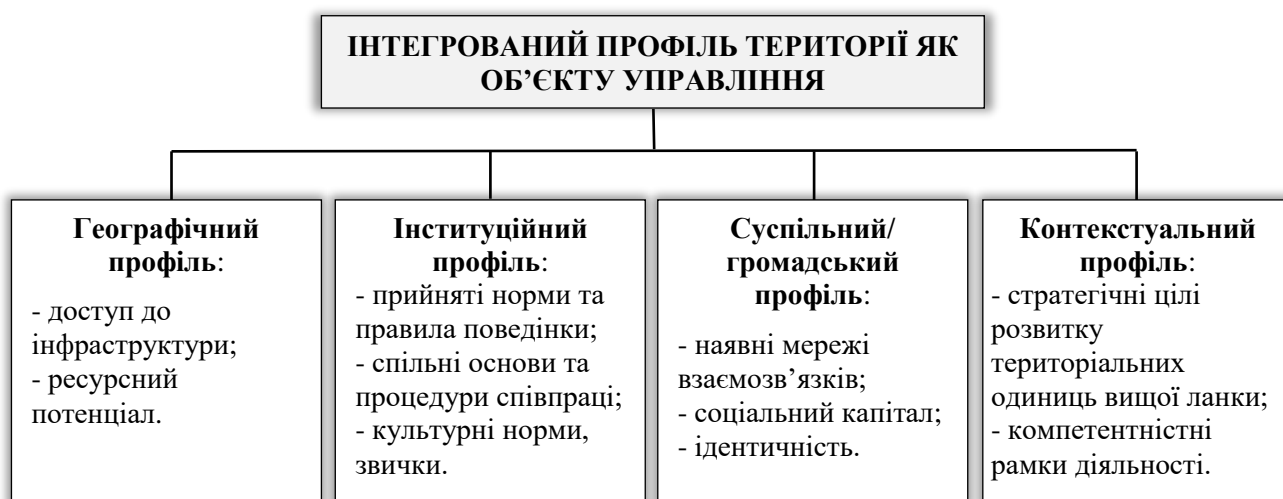 ІНТЕГРОВАНИЙ ПРОФІЛЬ ТЕРИТОРІЇ ЯК
ОБ’ЄКТУ УПРАВЛІННЯ
Географічний
профіль:
- доступ до
інфраструктури;
- ресурсний
потенціал.
Інституційний
профіль:
- прийняті норми та
правила поведінки;
- спільні основи та
процедури співпраці;
- культурні норми,
звички.
Суспільний/
громадський
профіль:
- наявні мережі
взаємозв’язків;
- соціальний капітал;
- ідентичність.
Контекстуальний
профіль:
- стратегічні цілі
розвитку
територіальних
одиниць вищої ланки;
- компетентністні
рамки діяльності.